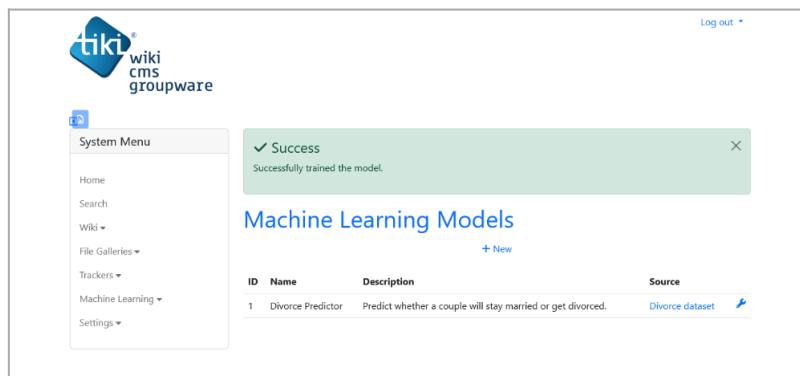 Log out
tiki®
wiki
cms
groupware
System Menu
Home
Search
Wiki
File Galleries
Trackers
Machine Learning
Settings
Success
Successfully trained the model.
Machine Learning Models
+ New
ID Name Description Source
1 Divorce Predictor Predict whether a couple will stay married or get divorced. Divorce dataset